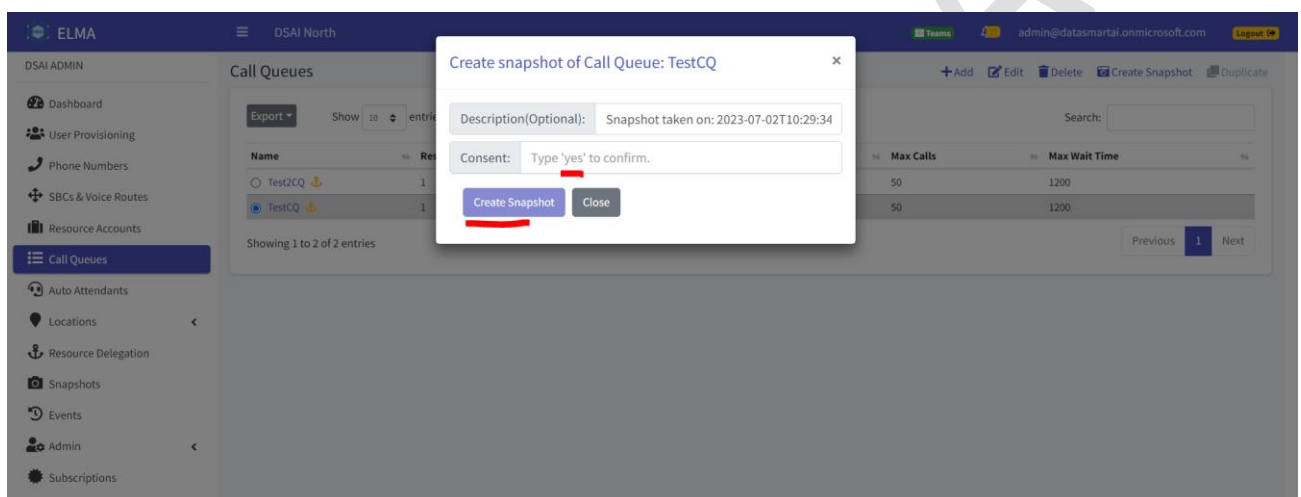 ELMA
DSAI North
Teams
admin@datasmartai.onmicrosoft.com
Logout
DSAI ADMIN
Dashboard
User Provisioning
Phone Numbers
SBCs & Voice Routes
Resource Accounts
Call Queues
Auto Attendants
Locations
Resource Delegation
Snapshots
Events
Admin
Subscriptions
Call Queues
Add Edit Delete Create Snapshot Duplicate
Export Show 10 entrie
Search:
Name Res Max Calls Max Wait Time
Test2CQ 1 50 1200
TestCQ 1 50 1200
Showing 1 to 2 of 2 entries
Previous 1 Next
Create snapshot of Call Queue: TestCQ ×
Description(Optional): Snapshot taken on: 2023-07-02T10:29:34
Consent: Type 'yes' to confirm.
Create Snapshot Close